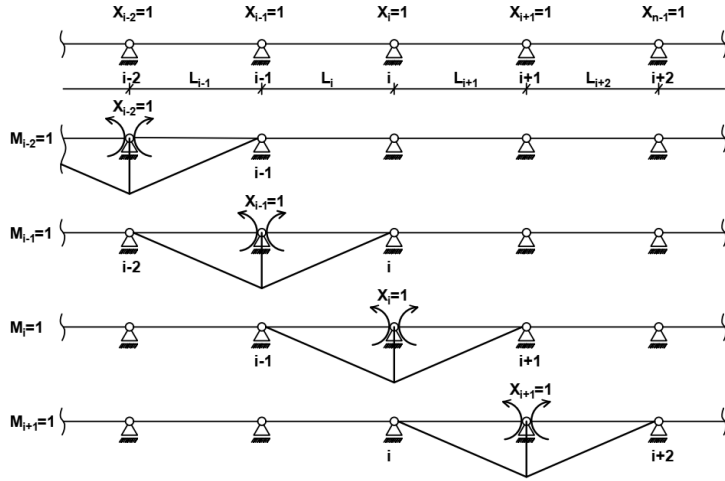 X_{i-2}=1 X_{i-1}=1 X_i=1 X_{i+1}=1 X_{n-1}=1
i-2 i-1 i i+1 i+2
L_{i-1} L_i L_{i+1} L_{i+2}
X_{i-2}=1
M_{i-2}=1
i-1
X_{i-1}=1
M_{i-1}=1
i-2 i
X_i=1
M_i=1
i-1 i+1
X_{i+1}=1
M_{i+1}=1
i i+2